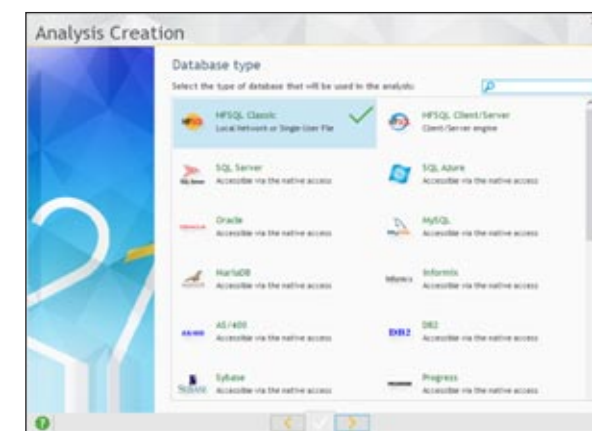 Analysis Creation
Database type
Select the type of database that will be used in the analysis:
HFSQL Classic
Local Network or Single User File
HFSQL Client/Server
Client/Server engine
SQL Server
Accessible via the native access
SQL Azure
Accessible via the native access
Oracle
Accessible via the native access
MySQL
Accessible via the native access
MariaDB
Accessible via the native access
Informix
Accessible via the native access
AS/400
AS/400
Accessible via the native access
DB2
DB2
Accessible via the native access
Sybase
Accessible via the native access
Progress
Accessible via the native access